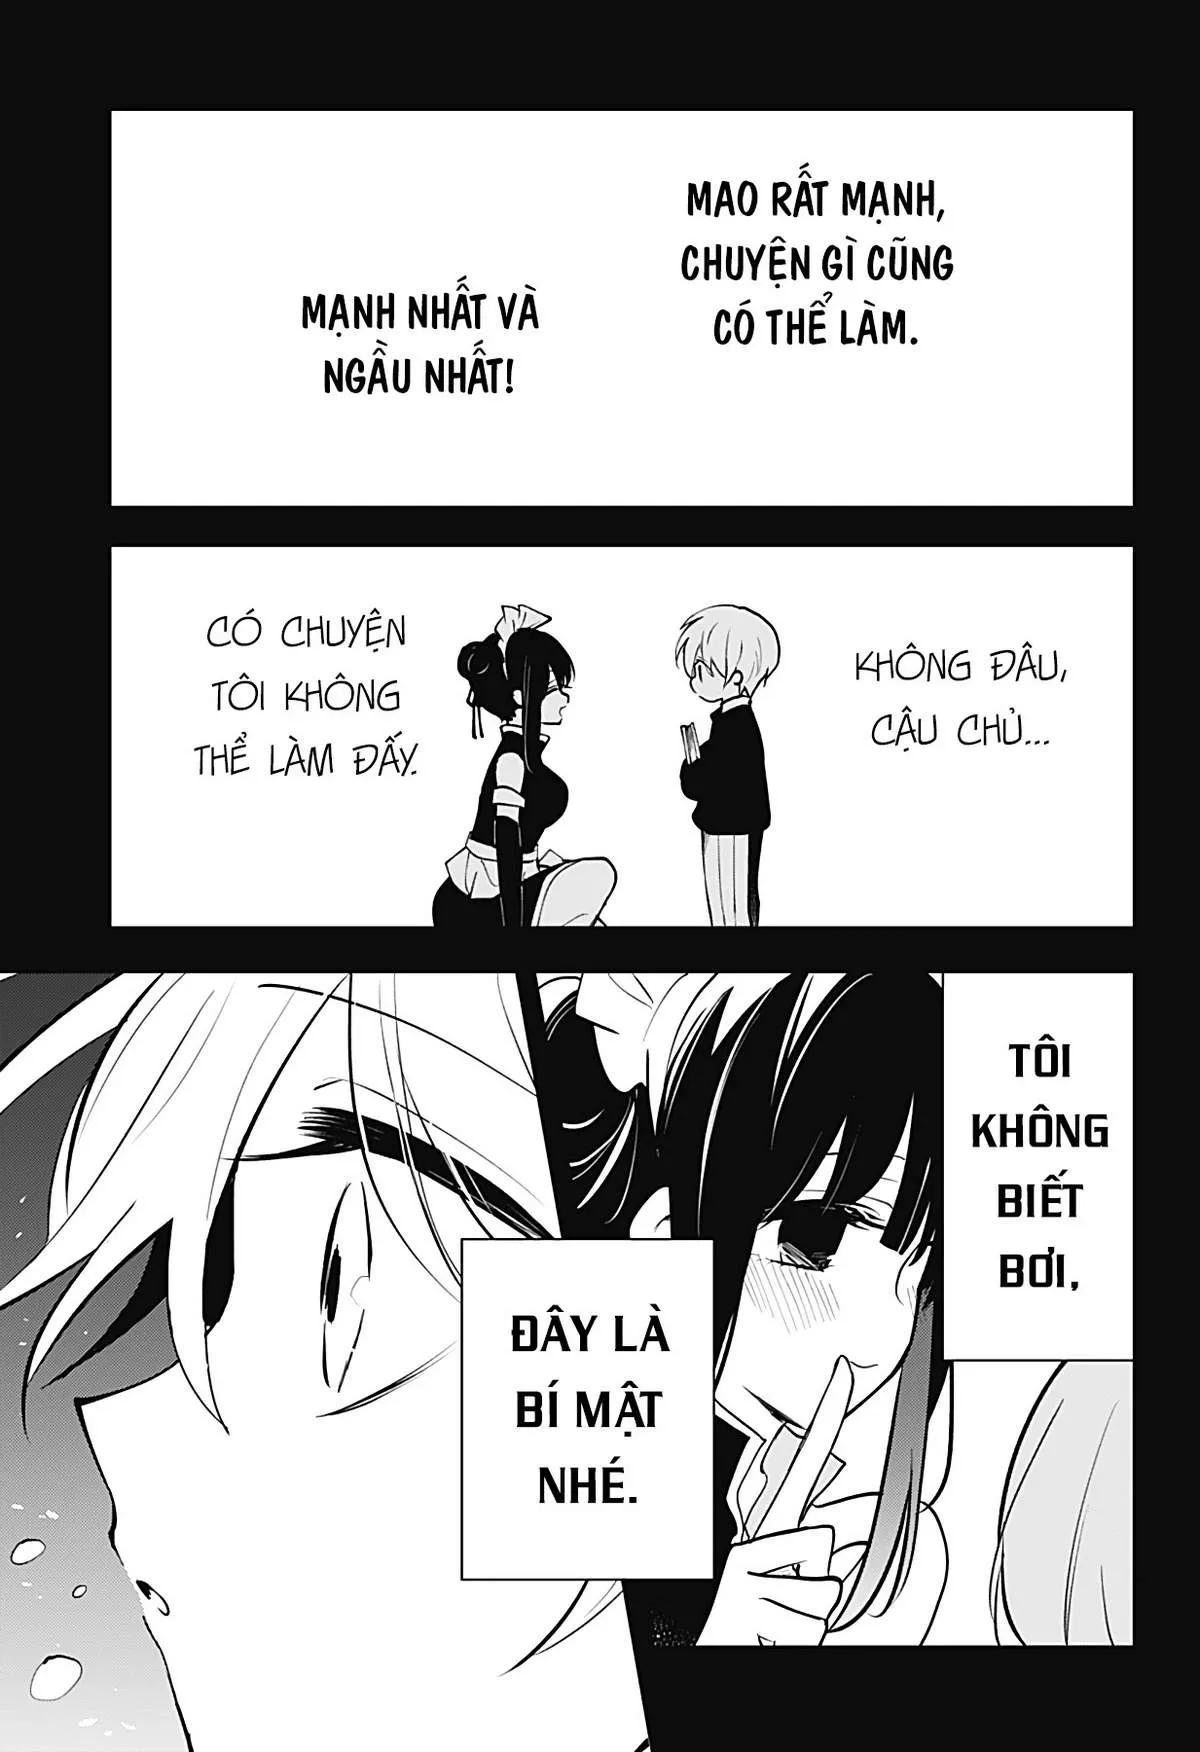 MAO RẤT MẠNH,
CHUYỆN GÌ CŨNG
CÓ THỂ LÀM.
MẠNH NHẤT VÀ
NGẦU NHẤT!
KHÔNG ĐÂU,
CẬU CHỦ...
CÓ CHUYỆN
TÔI KHÔNG
THỂ LÀM ĐẤY.
TÔI
KHÔNG
BIẾT
BƠI,
ĐÂY LÀ
BÍ MẬT
NHÉ.